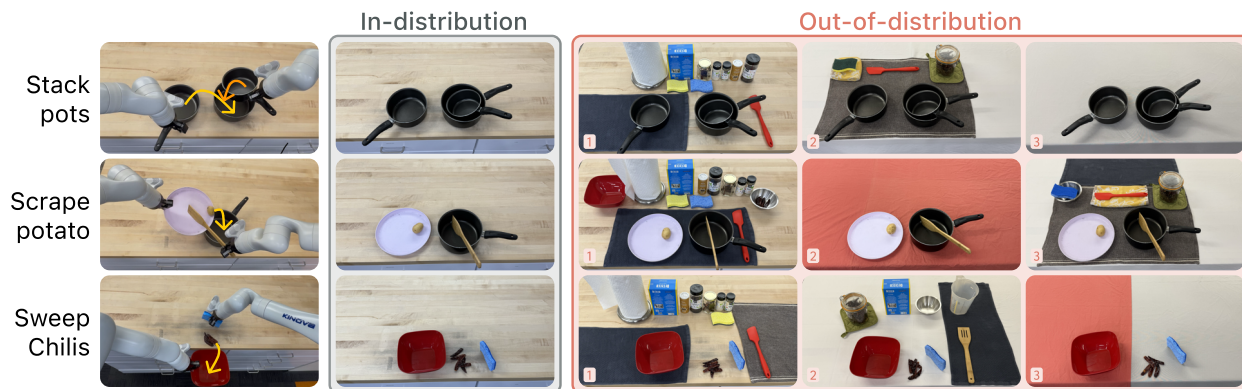 In-distribution
Out-of-distribution
Stack
pots
1
2
3
Scrape
potato
1
2
3
Sweep
Chilis
KINOVA
1
2
3